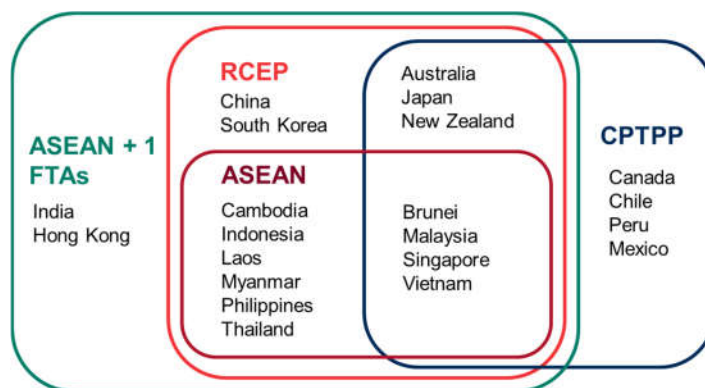 RCEP
China
South Korea
Australia
Japan
New Zealand
ASEAN + 1
FTAs
India
Hong Kong
ASEAN
Cambodia
Indonesia
Laos
Myanmar
Philippines
Thailand
Brunei
Malaysia
Singapore
Vietnam
CPTPP
Canada
Chile
Peru
Mexico